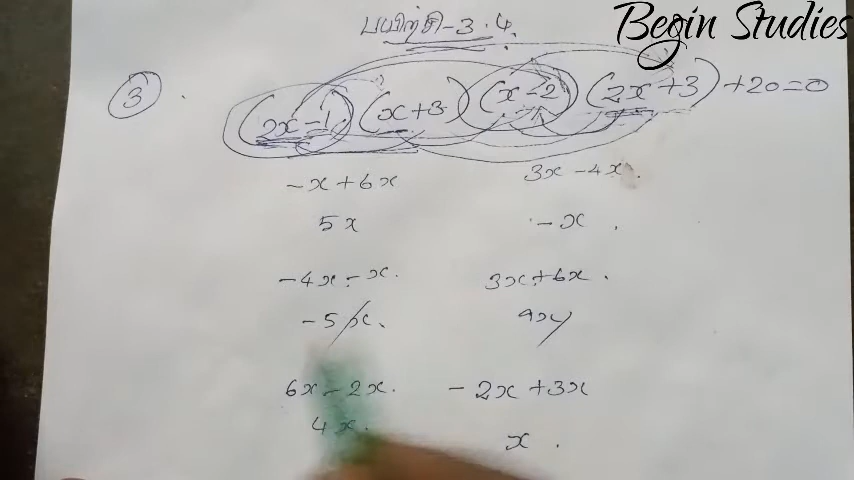 Begin Studies
பயிற்சி-3.4.
③ (2x-1)(x+3)(x-2)(2x+3)+20=0
-x+6x 3x-4x.
5x -x.
-4x-x. 3x+6x.
-5x. 9x
6x-2x. -2x+3x
4x. x.